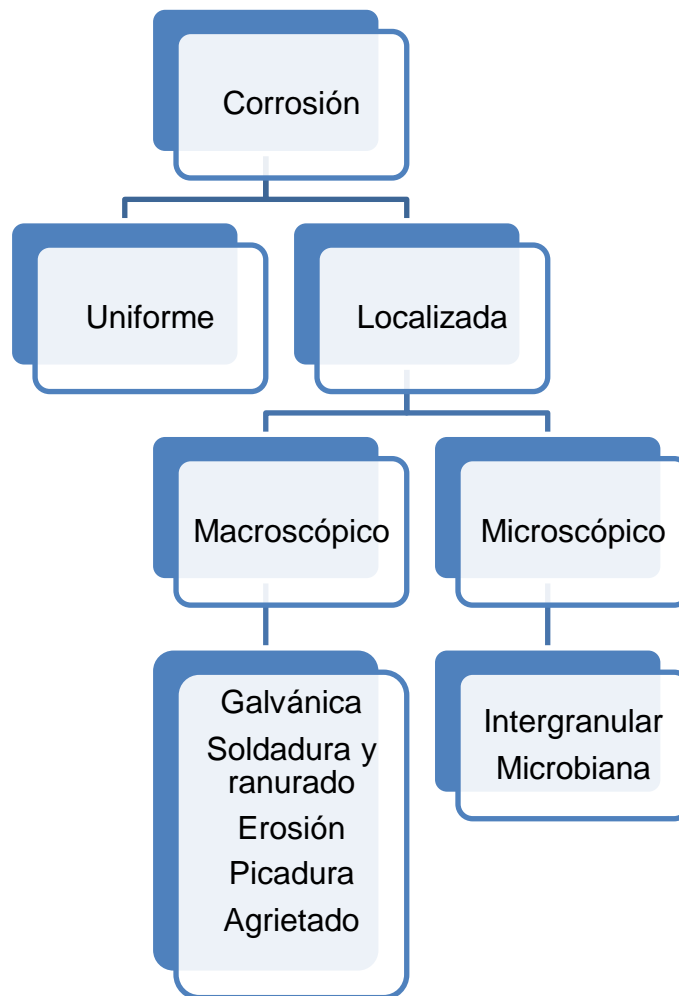 Corrosión
Uniforme
Localizada
Macroscópico
Microscópico
Galvánica
Soldadura y
ranurado
Erosión
Picadura
Agrietado
Intergranular
Microbiana